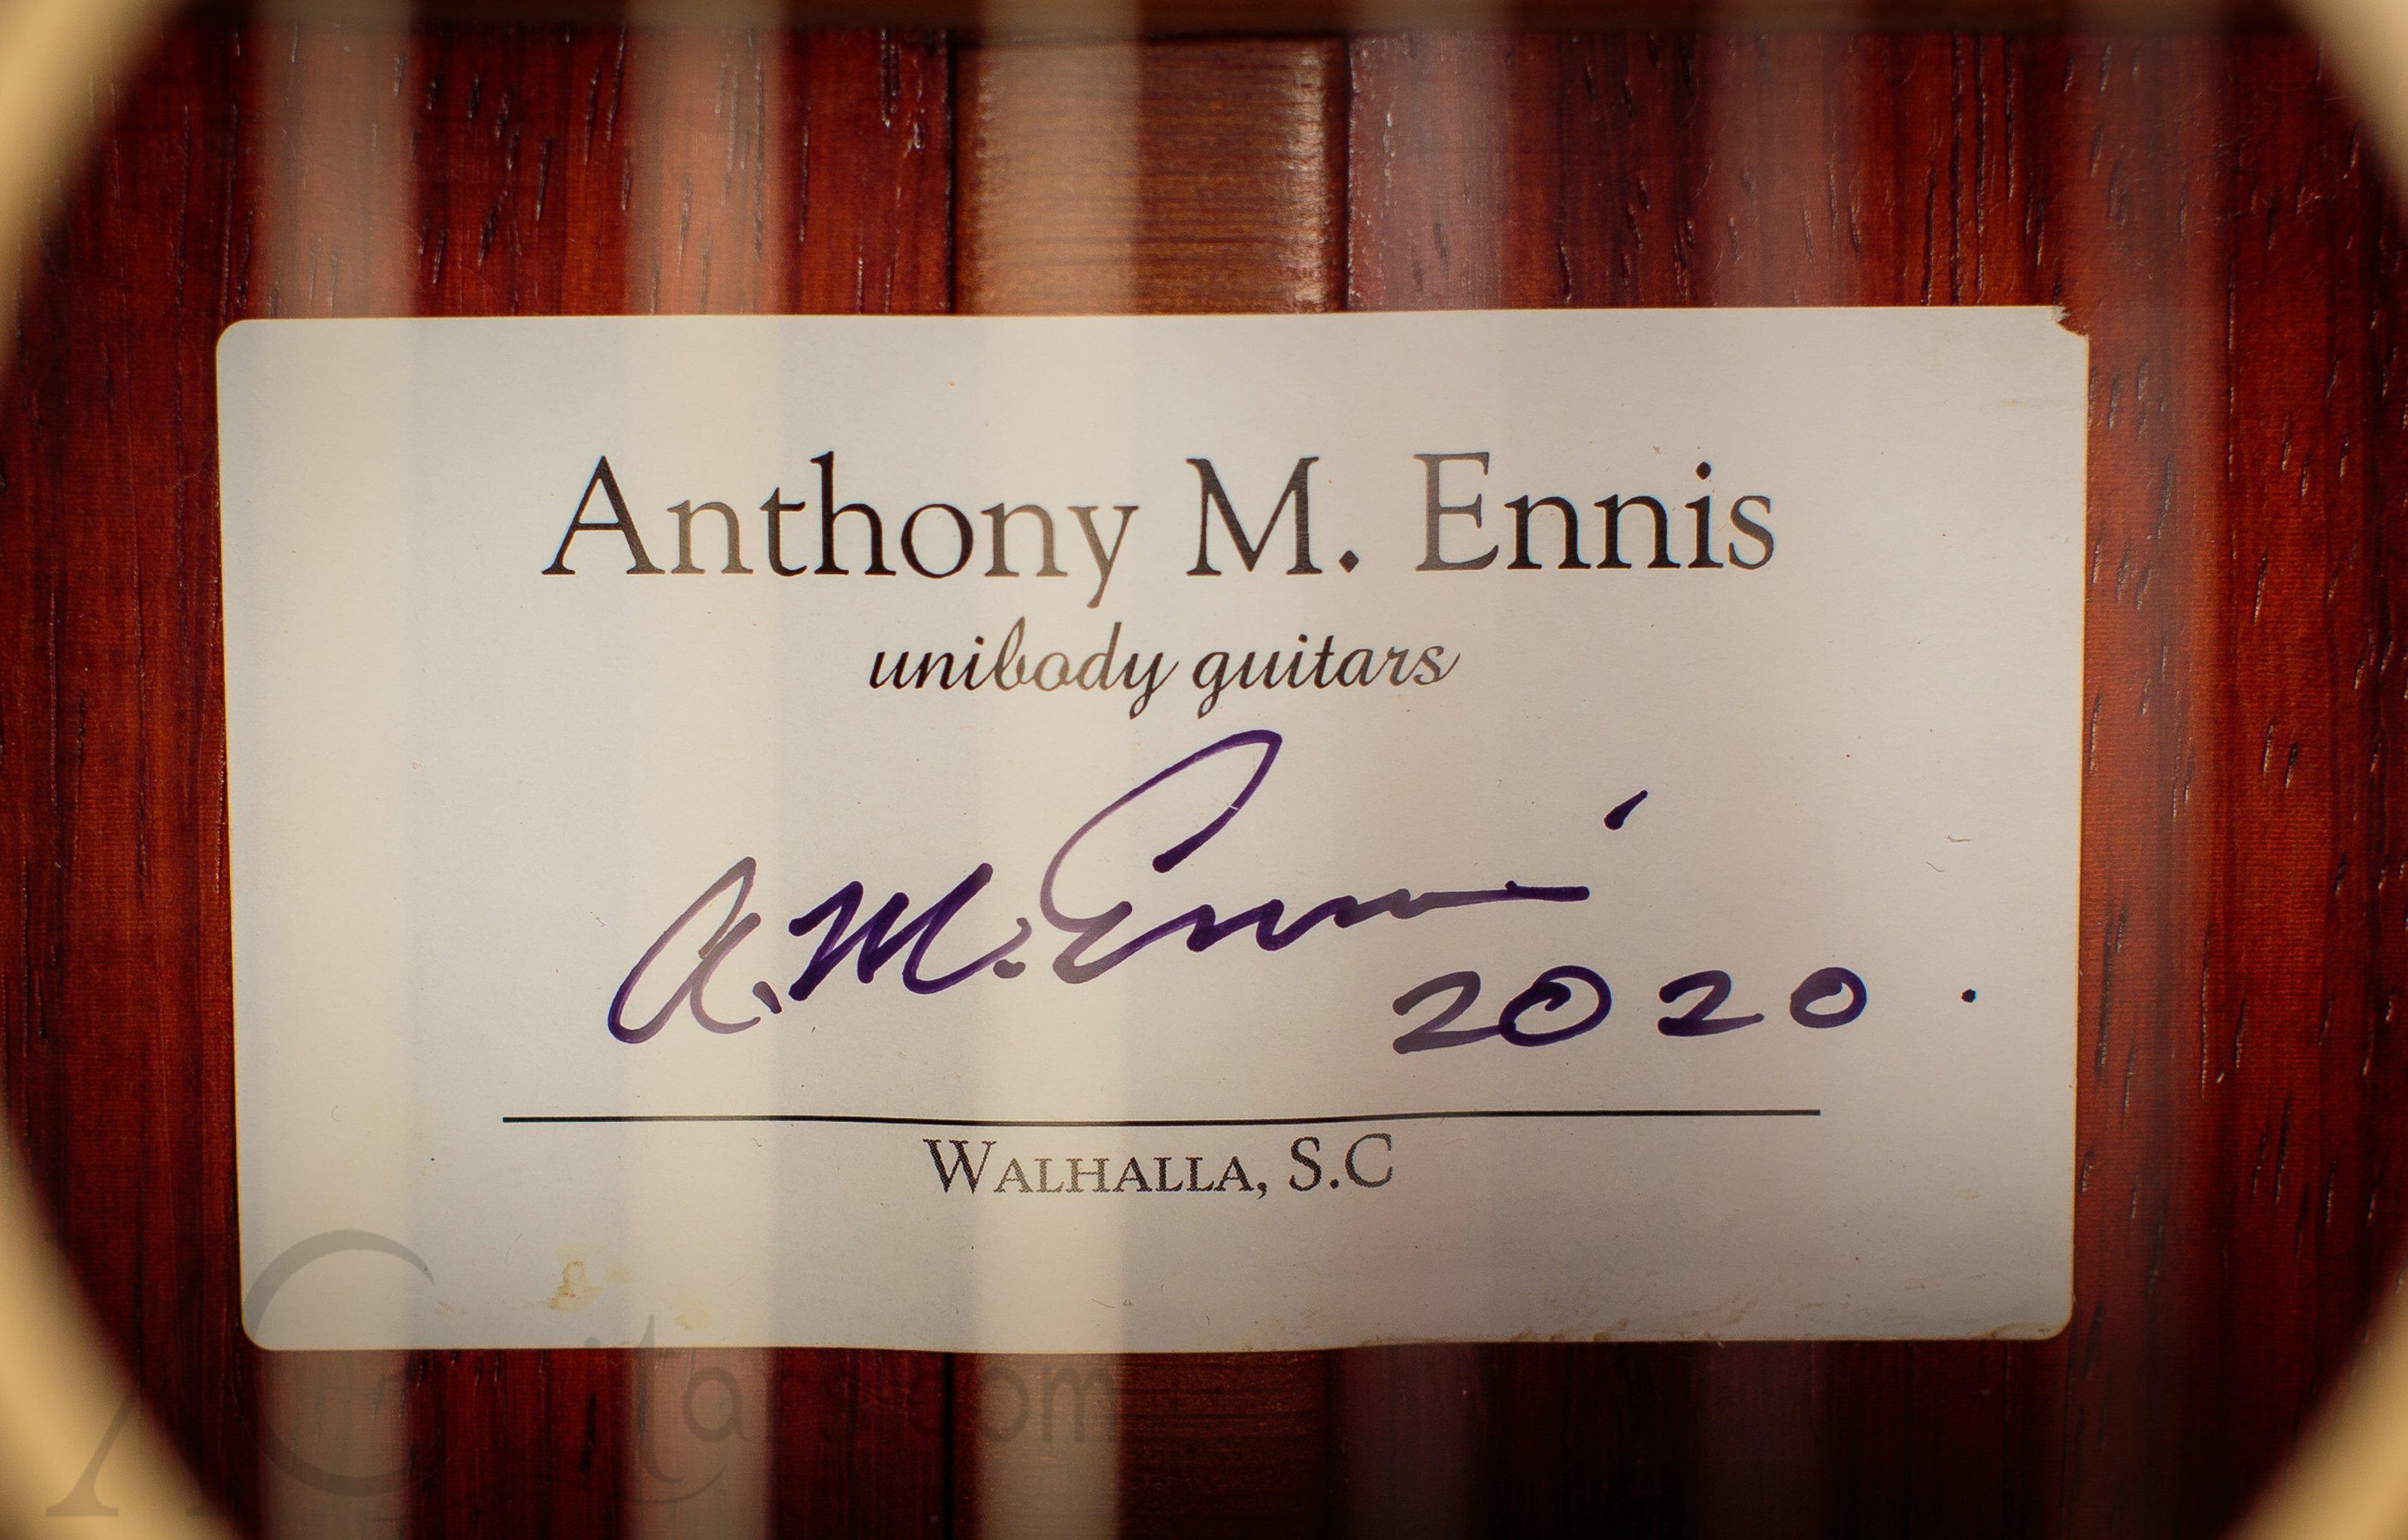 Anthony M. Ennis
unibody guitars
A. M. Ennis
2020.
WALHALLA, S.C